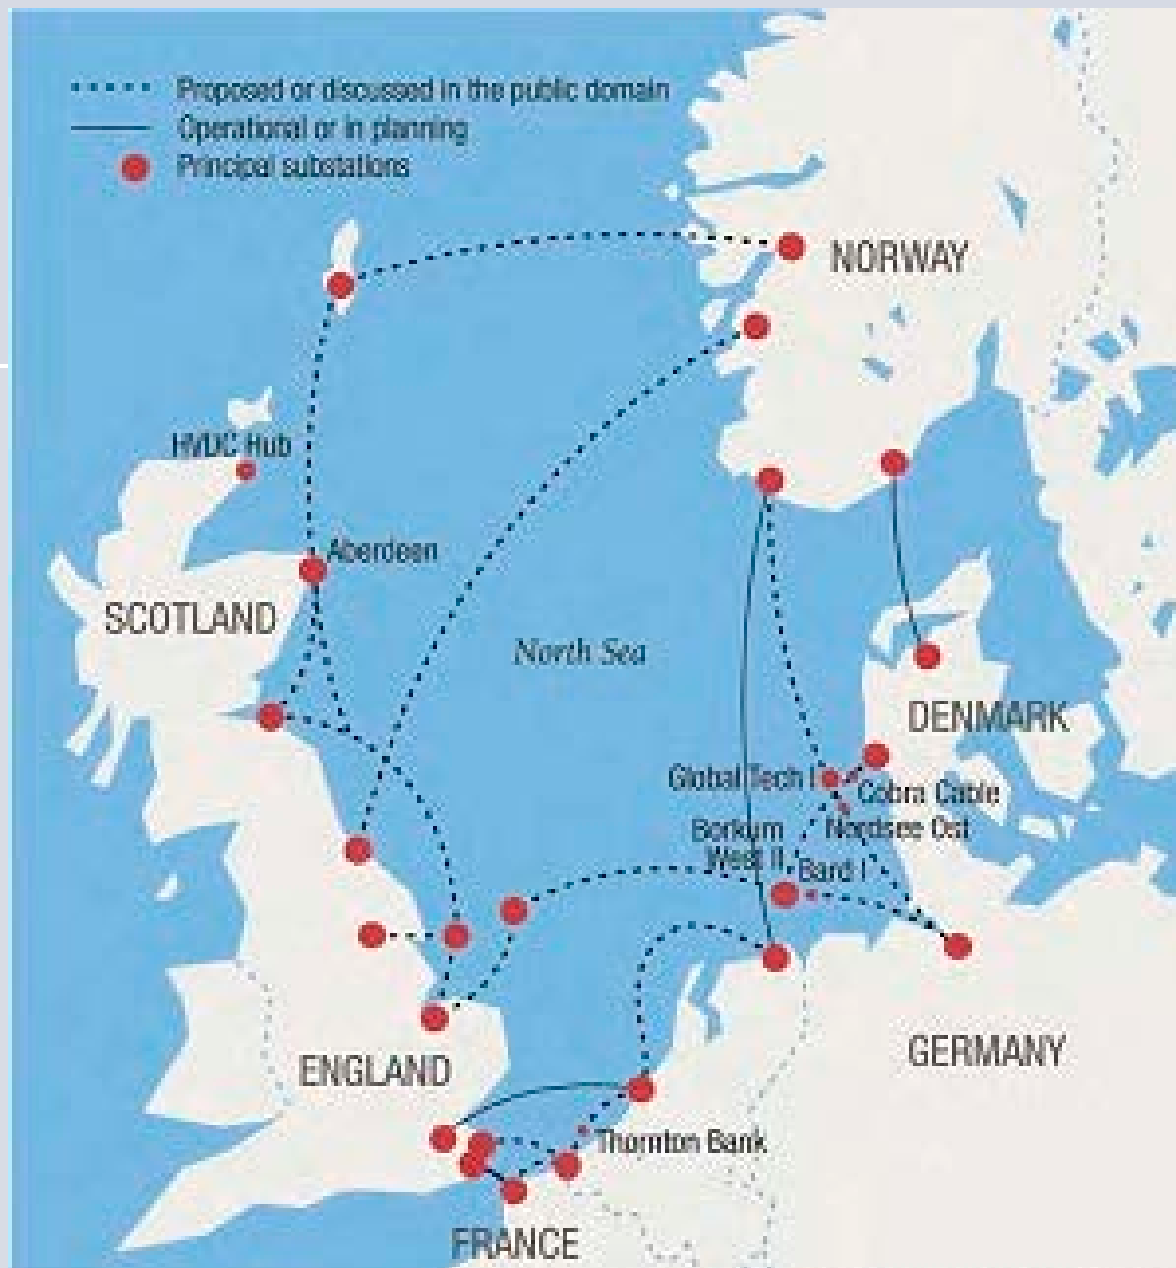 Proposed or discussed in the public domain
Operational or in planning
Principal substations
NORWAY
HVDC Hub
Aberdeen
SCOTLAND
North Sea
DENMARK
Global Tech I
Cobra Cable
Borkum
West II
Nordsee Ost
Bard I
GERMANY
ENGLAND
Thornton Bank
FRANCE